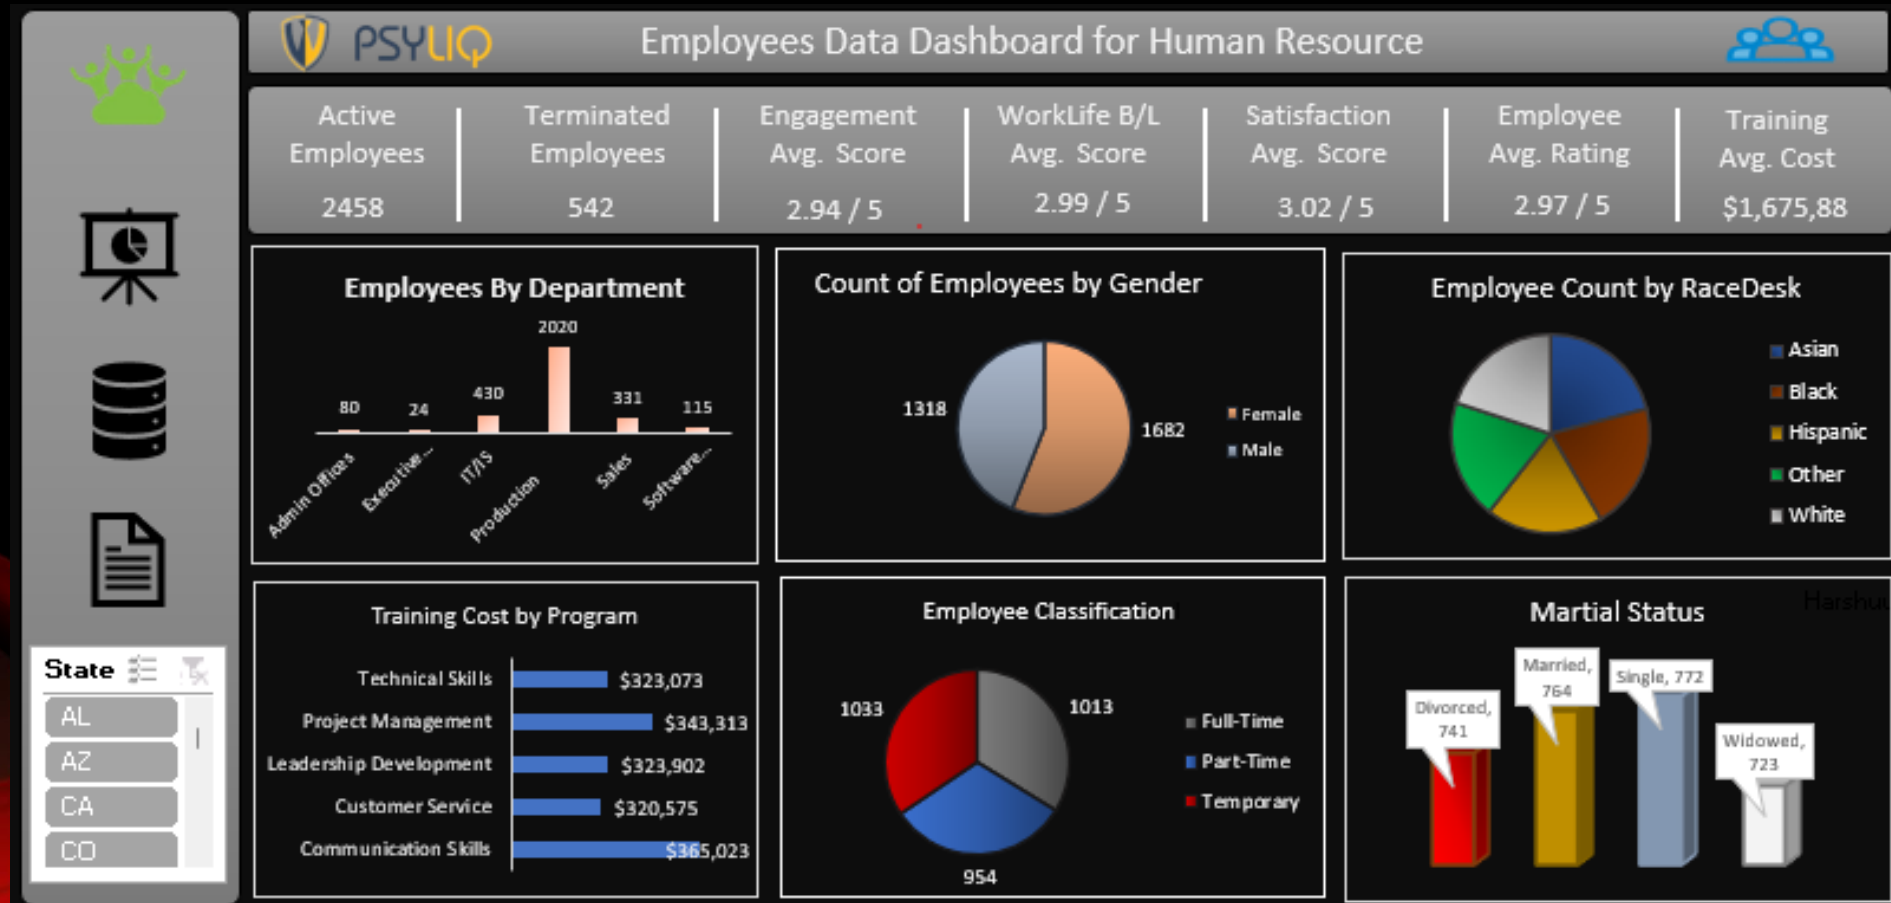 PSYLIQ
Employees Data Dashboard for Human Resource
Active
Employees
2458
Terminated
Employees
542
Engagement
Avg. Score
2.94 / 5
WorkLife B/L
Avg. Score
2.99 / 5
Satisfaction
Avg. Score
3.02 / 5
Employee
Avg. Rating
2.97 / 5
Training
Avg. Cost
$1,675,88
Employees By Department
2020
430
331
115
80
24
Admin Offices
Executive...
IT/IS
Production
Sales
Software...
Count of Employees by Gender
1318
1682
Female
Male
Employee Count by RaceDesk
Asian
Black
Hispanic
Other
White
Training Cost by Program
Technical Skills $323,073
Project Management $343,313
Leadership Development $323,902
Customer Service $320,575
Communication Skills $365,023
Employee Classification
1033
1013
954
Full-Time
Part-Time
Temporary
Martial Status
Divorced,
741
Married,
764
Single, 772
Widowed,
723
State
AL
AZ
CA
CO